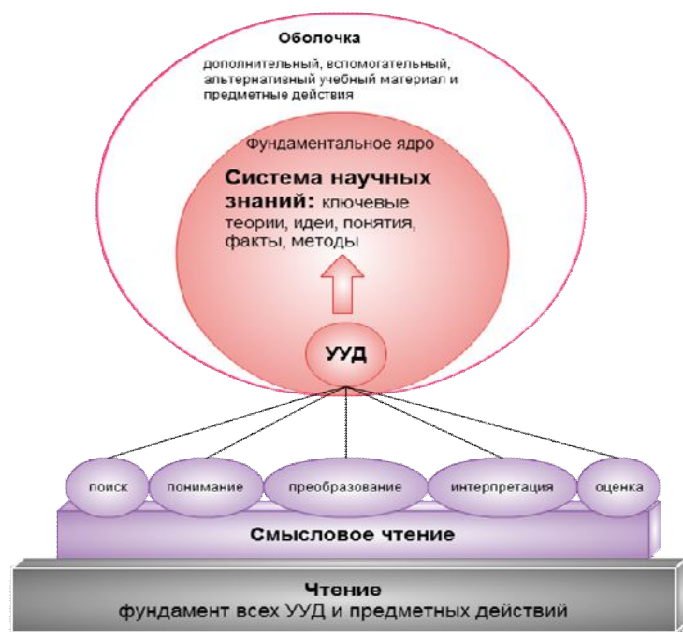 Оболочка
дополнительный, вспомогательный,
альтернативный учебный материал и
предметные действия
Фундаментальное ядро
Система научных
знаний: ключевые
теории, идеи, понятия,
факты, методы
УУД
поиск понимание преобразование интерпретация оценка
Смысловое чтение
Чтение
фундамент всех УУД и предметных действий